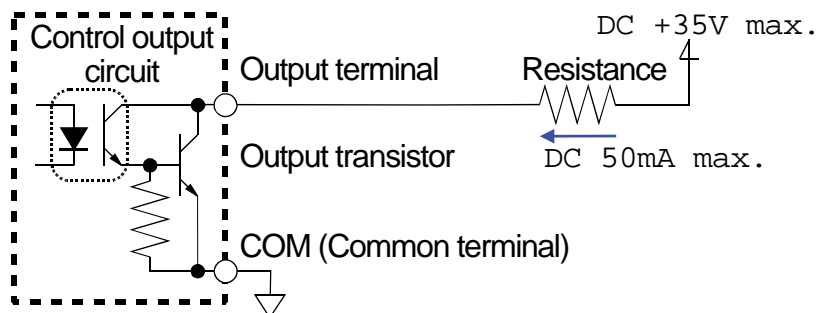 DC +35V max.
Control output
circuit
Output terminal
Resistance
Output transistor
DC 50mA max.
COM (Common terminal)